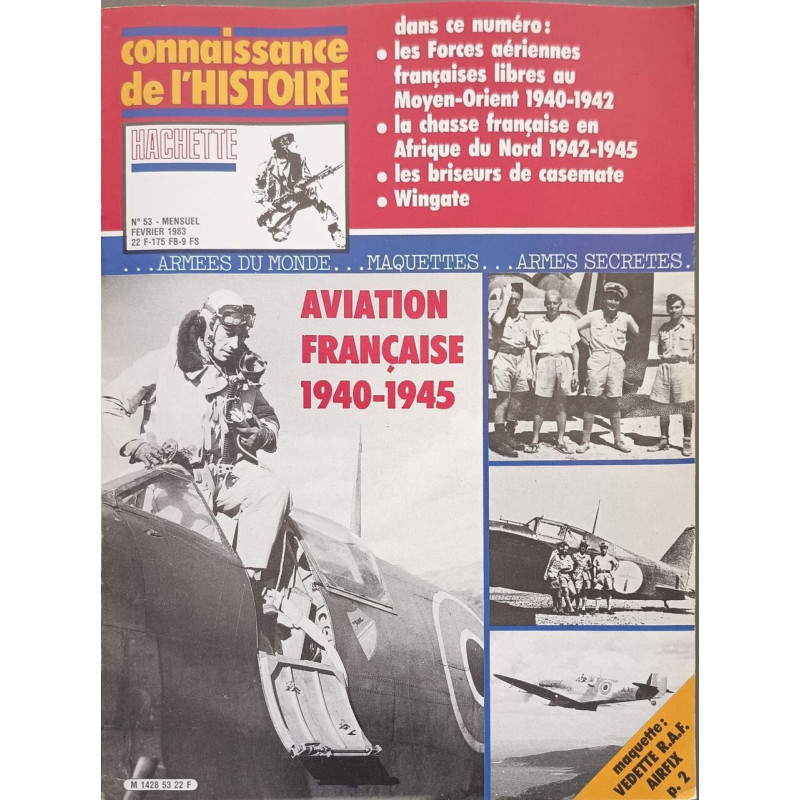 connaissance
de l'HISTOIRE
HACHETTE
N° 53 - MENSUEL
FEVRIER 1983
22 F-175 FB-9 FS
dans ce numéro :
• les Forces aériennes
françaises libres au
Moyen-Orient 1940-1942
• la chasse française en
Afrique du Nord 1942-1945
• les briseurs de casemate
• Wingate
...ARMEES DU MONDE...MAQUETTES...ARMES SECRETES.
AVIATION
FRANÇAISE
1940-1945
maquette :
VEDETTE R.A.F.
AIRFIX
p. 2
M 1428 53 22 F